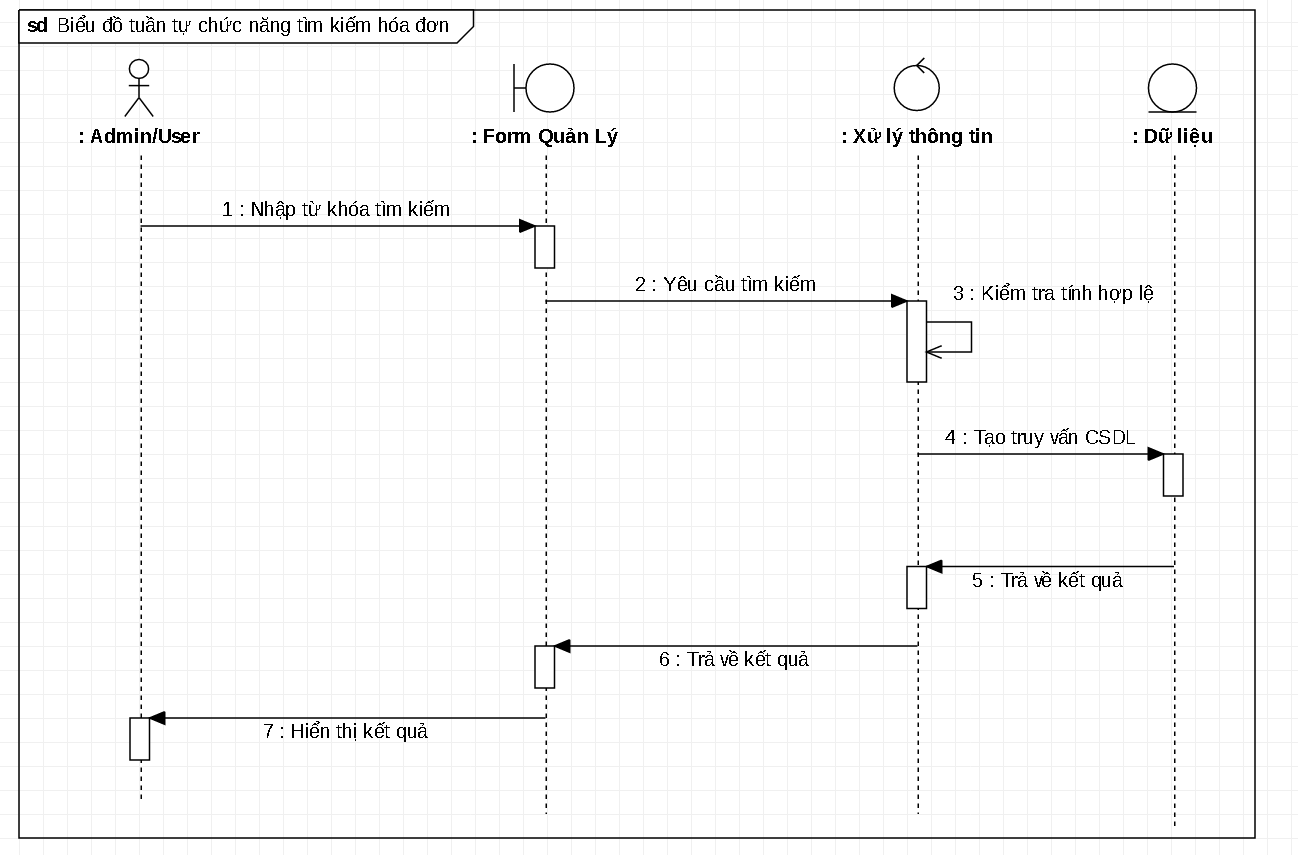 sd Biểu đồ tuần tự chức năng tìm kiếm hóa đơn
: Admin/User
: Form Quản Lý
: Xử lý thông tin
: Dữ liệu
1 : Nhập từ khóa tìm kiếm
2 : Yêu cầu tìm kiếm
3 : Kiểm tra tính hợp lệ
4 : Tạo truy vấn CSDL
5 : Trả về kết quả
6 : Trả về kết quả
7 : Hiển thị kết quả